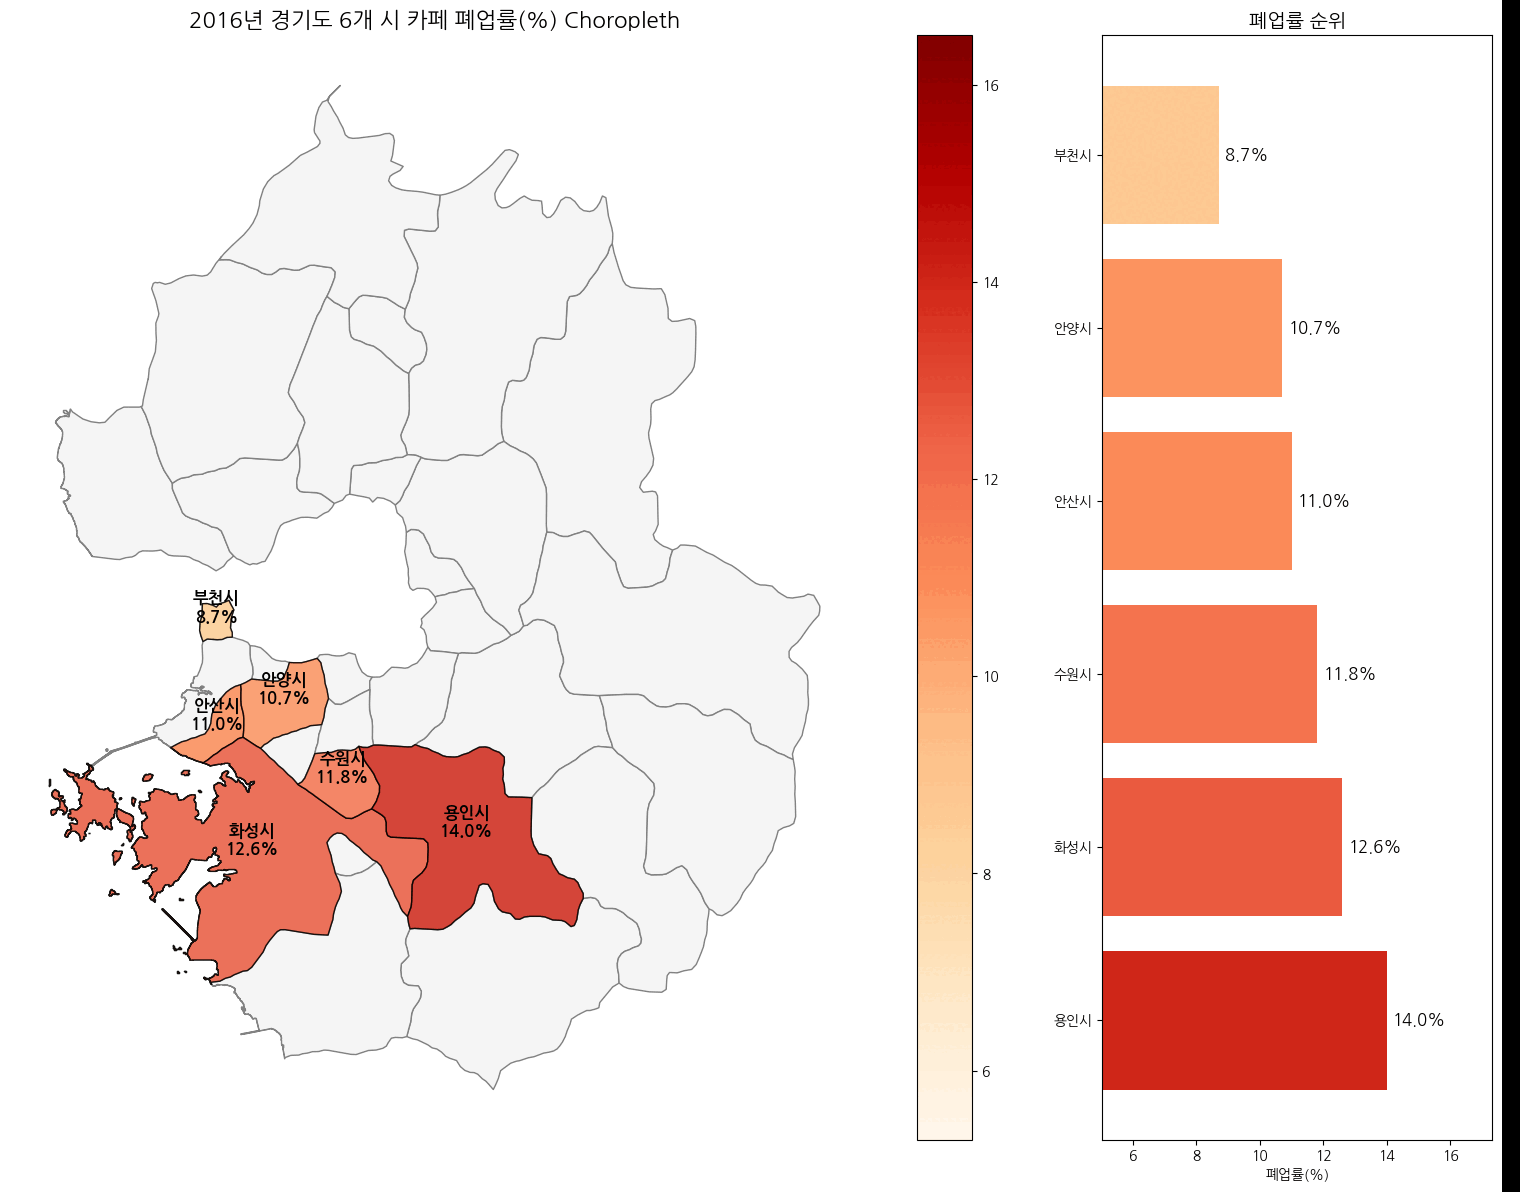 2016년 경기도 6개 시 카페 폐업률(%) Choropleth
부천시
8.7%
안양시
10.7%
안산시
11.0%
수원시
11.8%
용인시
14.0%
화성시
12.6%
16
14
12
10
8
6
폐업률 순위
부천시
8.7%
안양시
10.7%
안산시
11.0%
수원시
11.8%
화성시
12.6%
용인시
14.0%
6
8
10
12
14
16
폐업률(%)